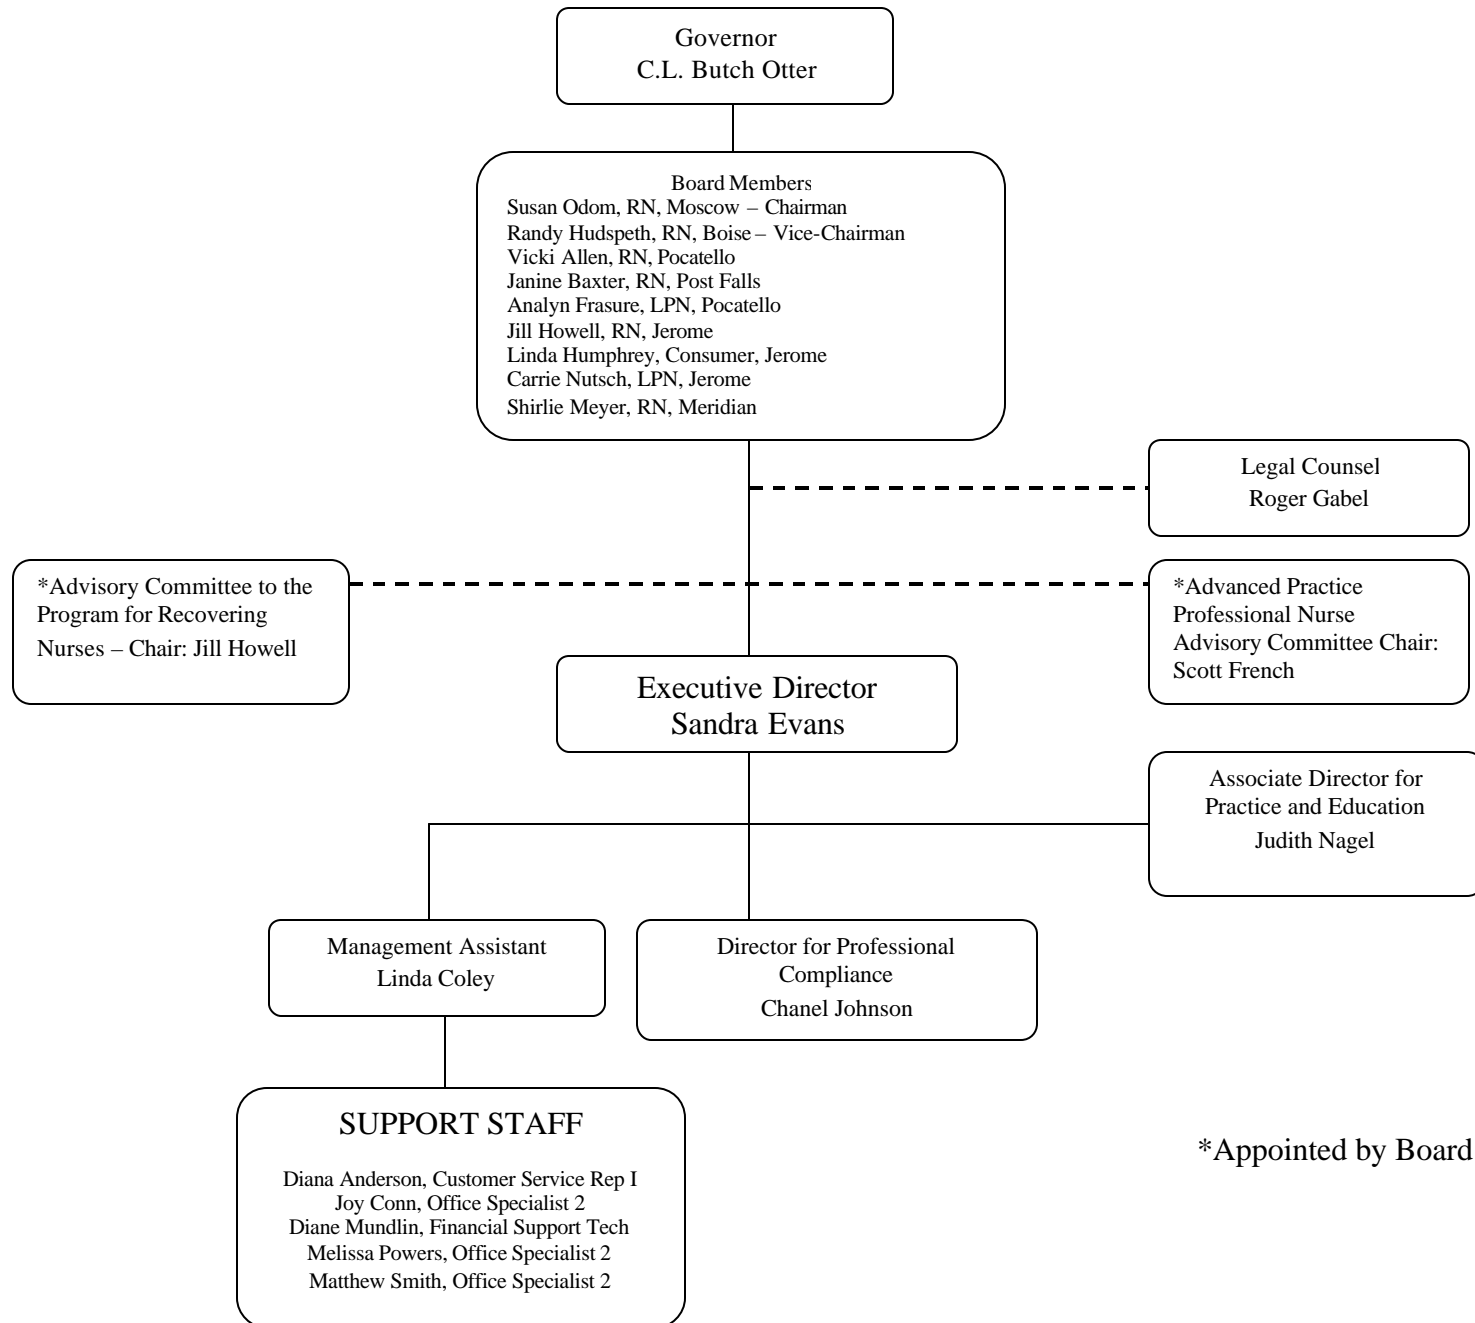 Governor
C.L. Butch Otter
Board Members
Susan Odom, RN, Moscow – Chairman
Randy Hudspeth, RN, Boise – Vice-Chairman
Vicki Allen, RN, Pocatello
Janine Baxter, RN, Post Falls
Analyn Frasure, LPN, Pocatello
Jill Howell, RN, Jerome
Linda Humphrey, Consumer, Jerome
Carrie Nutsch, LPN, Jerome
Shirlie Meyer, RN, Meridian
Legal Counsel
Roger Gabel
*Advisory Committee to the
Program for Recovering
Nurses – Chair: Jill Howell
*Advanced Practice
Professional Nurse
Advisory Committee Chair:
Scott French
Executive Director
Sandra Evans
Associate Director for
Practice and Education
Judith Nagel
Management Assistant
Linda Coley
Director for Professional
Compliance
Chanel Johnson
SUPPORT STAFF
Diana Anderson, Customer Service Rep I
Joy Conn, Office Specialist 2
Diane Mundlin, Financial Support Tech
Melissa Powers, Office Specialist 2
Matthew Smith, Office Specialist 2
*Appointed by Board